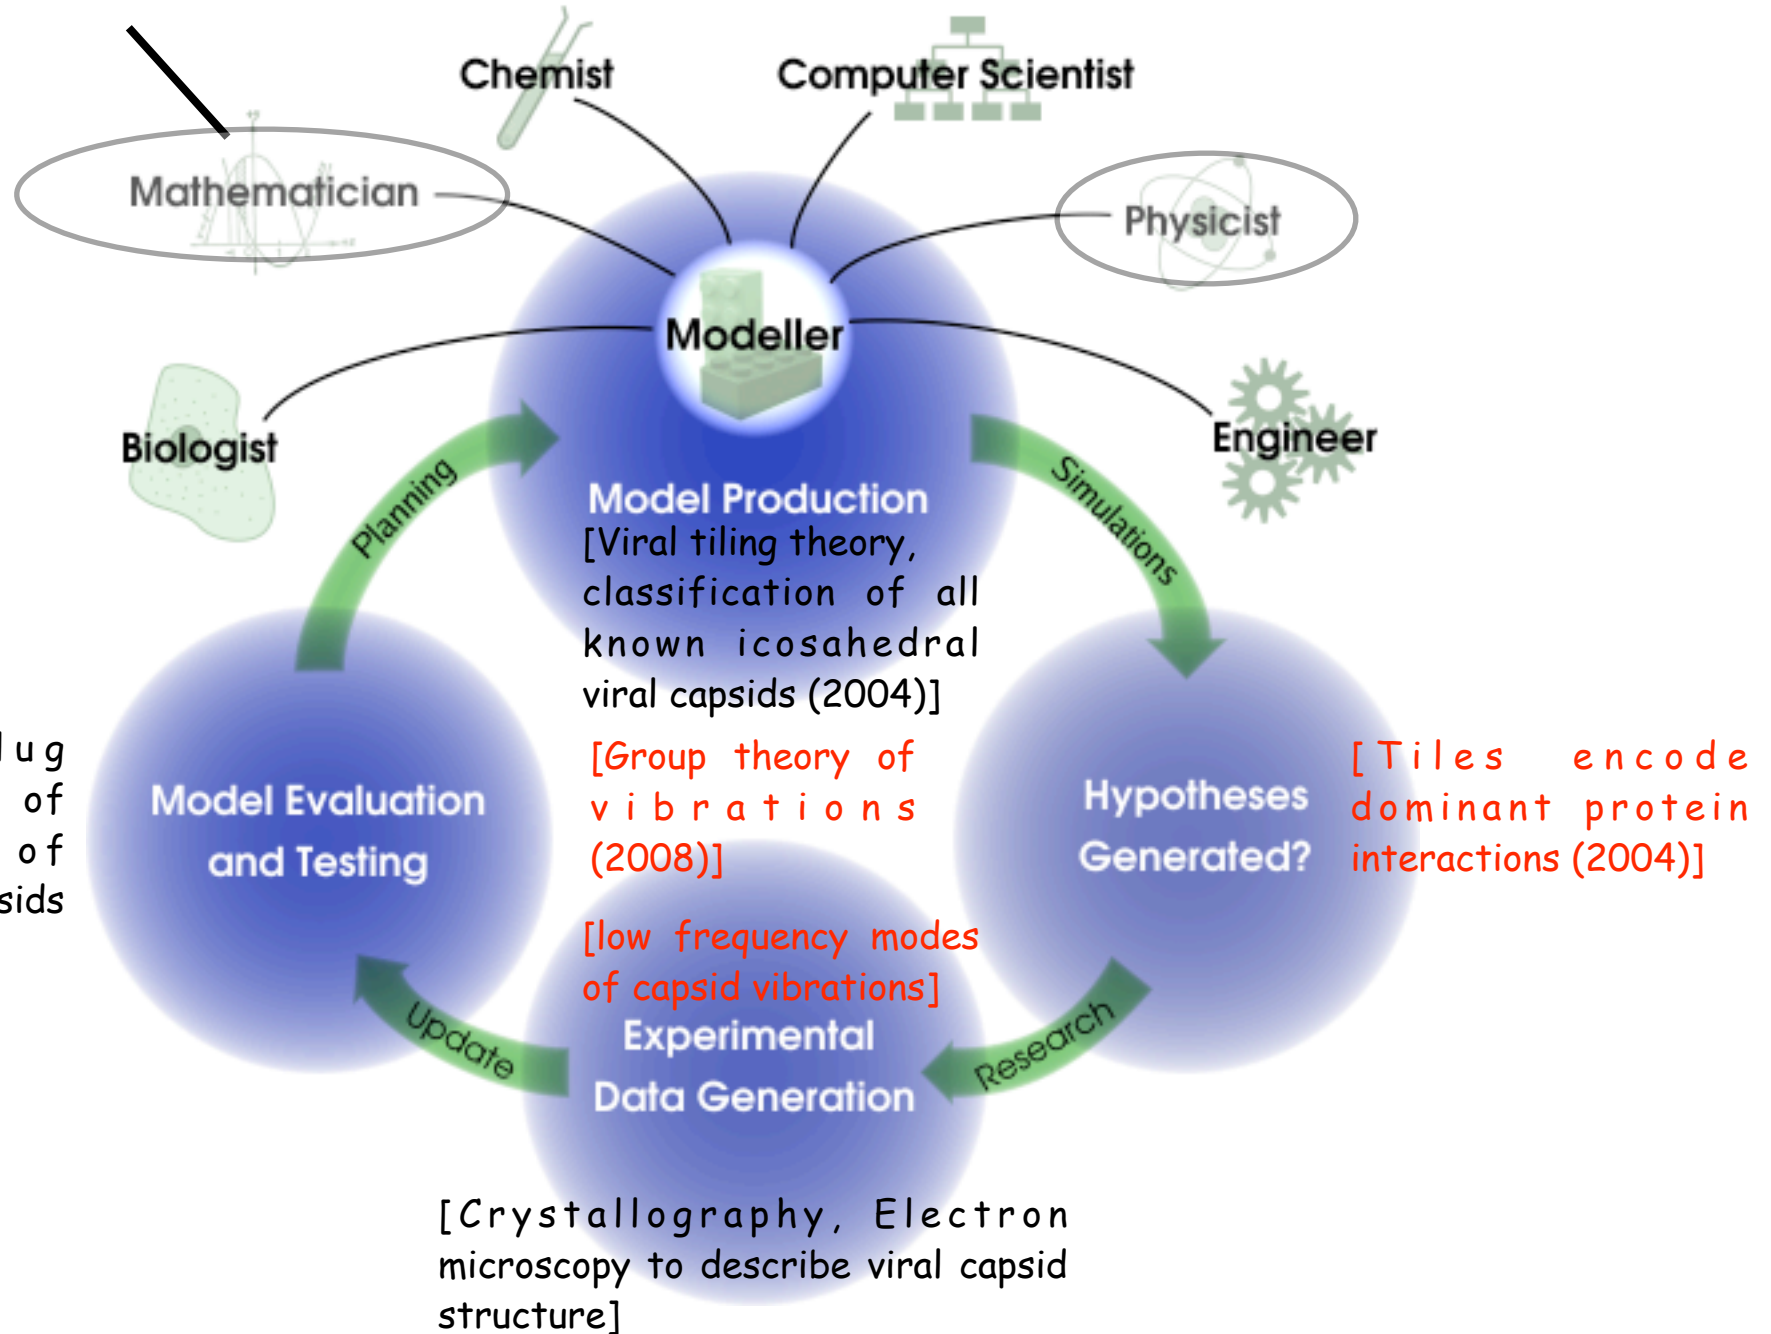 Chemist
Computer Scientist
Mathematician
Physicist
Modeller
Biologist
Engineer
Planning
Simulations
Model Production
[Viral tiling theory,
classification of all
known icosahedral
viral capsids (2004)]
[Group theory of
vibrations
(2008)]
[low frequency modes
of capsid vibrations]
Model Evaluation
and Testing
of
of
Hypotheses
Generated?
[Tiles encode
dominant protein
interactions (2004)]
Update
Research
Experimental
Data Generation
[Crystallography, Electron
microscopy to describe viral capsid
structure]